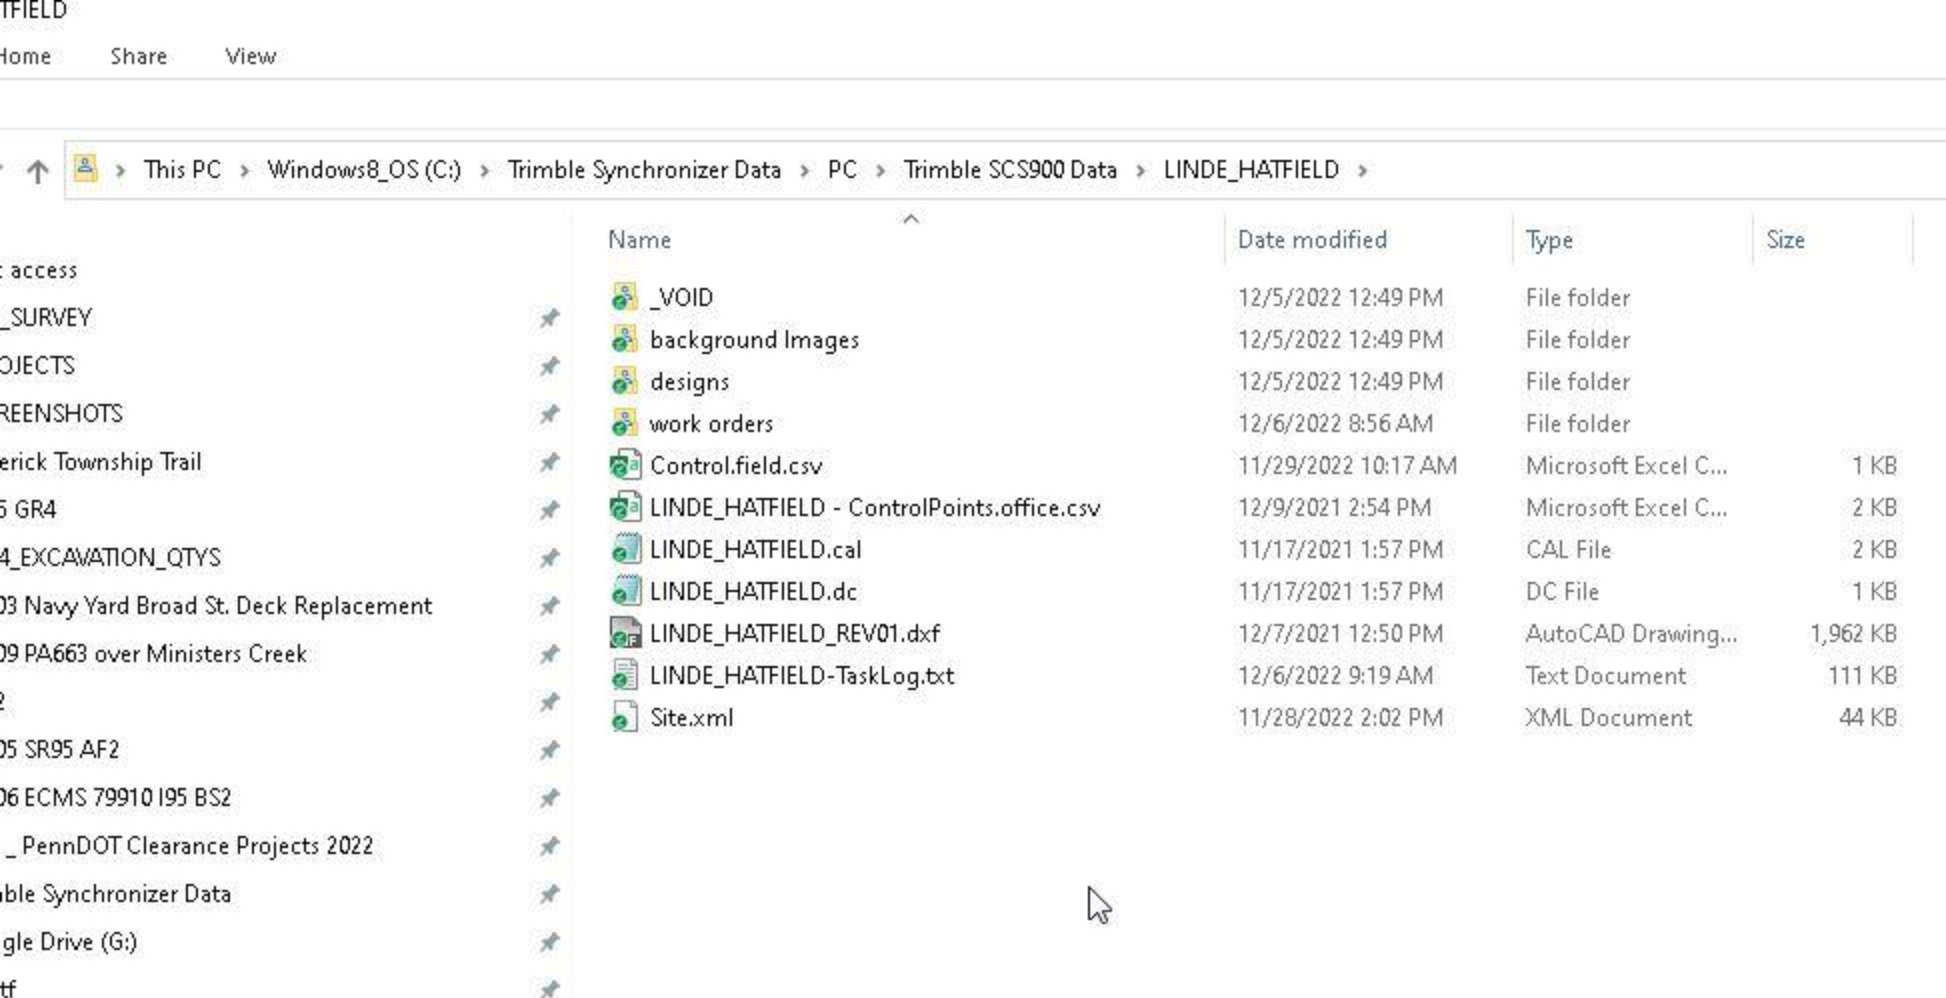 TFIELD
Home Share View
This PC > Windows8_OS (C:) > Trimble Synchronizer Data > PC > Trimble SCS900 Data > LINDE_HATFIELD >
Name Date modified Type Size
access
_SURVEY
OJECTS
REENSHOTS
erick Township Trail
GR4
4_EXCAVATION_QTYS
03 Navy Yard Broad St. Deck Replacement
09 PA663 over Ministers Creek
2
05 SR95 AF2
06 ECMS 79910 I95 BS2
_ PennDOT Clearance Projects 2022
ble Synchronizer Data
gle Drive (G:)
tf
_VOID 12/5/2022 12:49 PM File folder
background Images 12/5/2022 12:49 PM File folder
designs 12/5/2022 12:49 PM File folder
work orders 12/6/2022 8:56 AM File folder
Control.field.csv 11/29/2022 10:17 AM Microsoft Excel C... 1 KB
LINDE_HATFIELD - ControlPoints.office.csv 12/9/2021 2:54 PM Microsoft Excel C... 2 KB
LINDE_HATFIELD.cal 11/17/2021 1:57 PM CAL File 2 KB
LINDE_HATFIELD.dc 11/17/2021 1:57 PM DC File 1 KB
LINDE_HATFIELD_REV01.dxf 12/7/2021 12:50 PM AutoCAD Drawing... 1,962 KB
LINDE_HATFIELD-TaskLog.txt 12/6/2022 9:19 AM Text Document 111 KB
Site.xml 11/28/2022 2:02 PM XML Document 44 KB